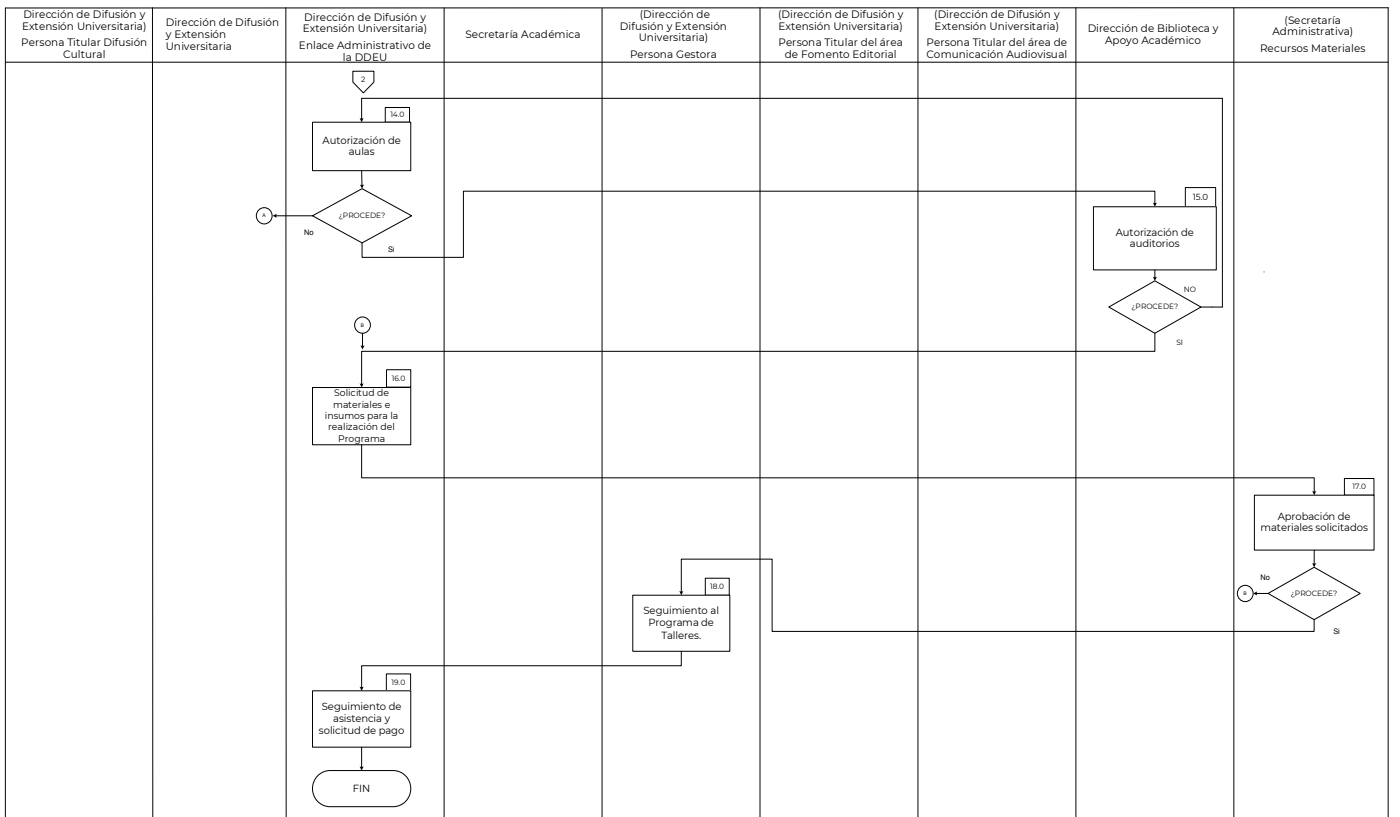 Dirección de Difusión y
Extensión Universitaria)
Persona Titular Difusión
Cultural
Dirección de Difusión
y Extensión
Universitaria
Dirección de Difusión y
Extensión Universitaria)
Enlace Administrativo de
la DDEU
Secretaría Académica
(Dirección de
Difusión y Extensión
Universitaria)
Persona Gestora
(Dirección de Difusión y
Extensión Universitaria)
Persona Titular del área
de Fomento Editorial
(Dirección de Difusión y
Extensión Universitaria)
Persona Titular del área de
Comunicación Audiovisual
Dirección de Biblioteca y
Apoyo Académico
(Secretaría
Administrativa)
Recursos Materiales
2
14.0
Autorización de
aulas
¿PROCEDE?
A
No
Si
15.0
Autorización de
auditorios
¿PROCEDE?
NO
SI
B
16.0
Solicitud de
materiales e
insumos para la
realización del
Programa
17.0
Aprobación de
materiales solicitados
¿PROCEDE?
No
B
Si
18.0
Seguimiento al
Programa de
Talleres.
19.0
Seguimiento de
asistencia y
solicitud de pago
FIN